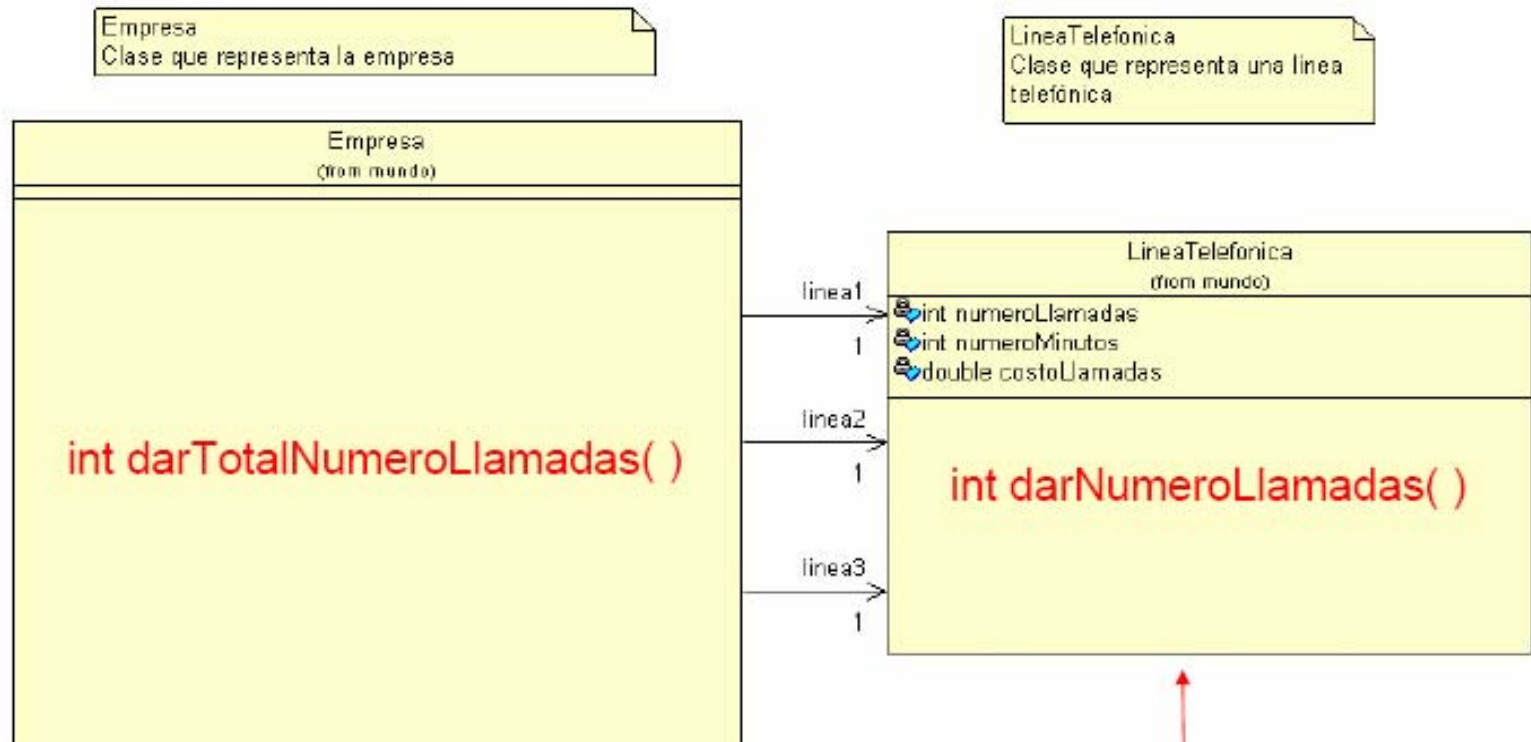 Empresa
Clase que representa la empresa
LineaTelefonica
Clase que representa una linea
telefónica
Empresa
(from mundo)
int darTotalNumeroLlamadas( )
linea1
1
linea2
1
linea3
1
LineaTelefonica
(from mundo)
int numeroLlamadas
int numeroMinutos
double costoLlamadas
int darNumeroLlamadas( )